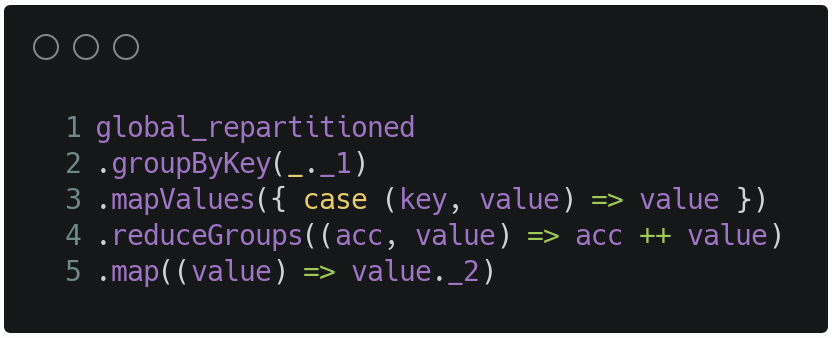 1 global_repartitioned
2 .groupByKey(_._1)
3 .mapValues({ case (key, value) => value })
4 .reduceGroups((acc, value) => acc ++ value)
5 .map((value) => value._2)